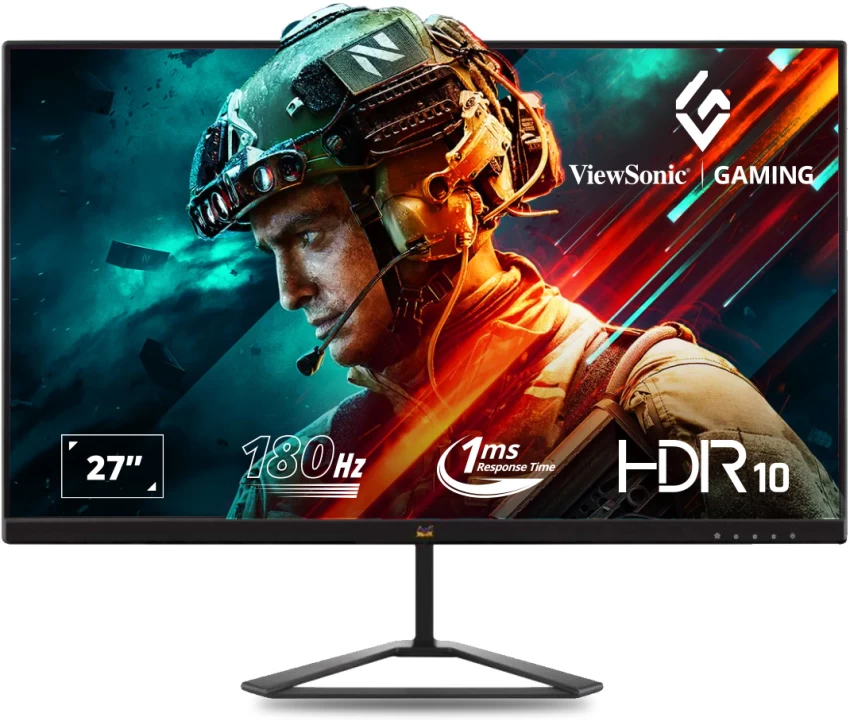 ViewSonic® | GAMING
27"
180Hz
1ms
Response Time
HDR10